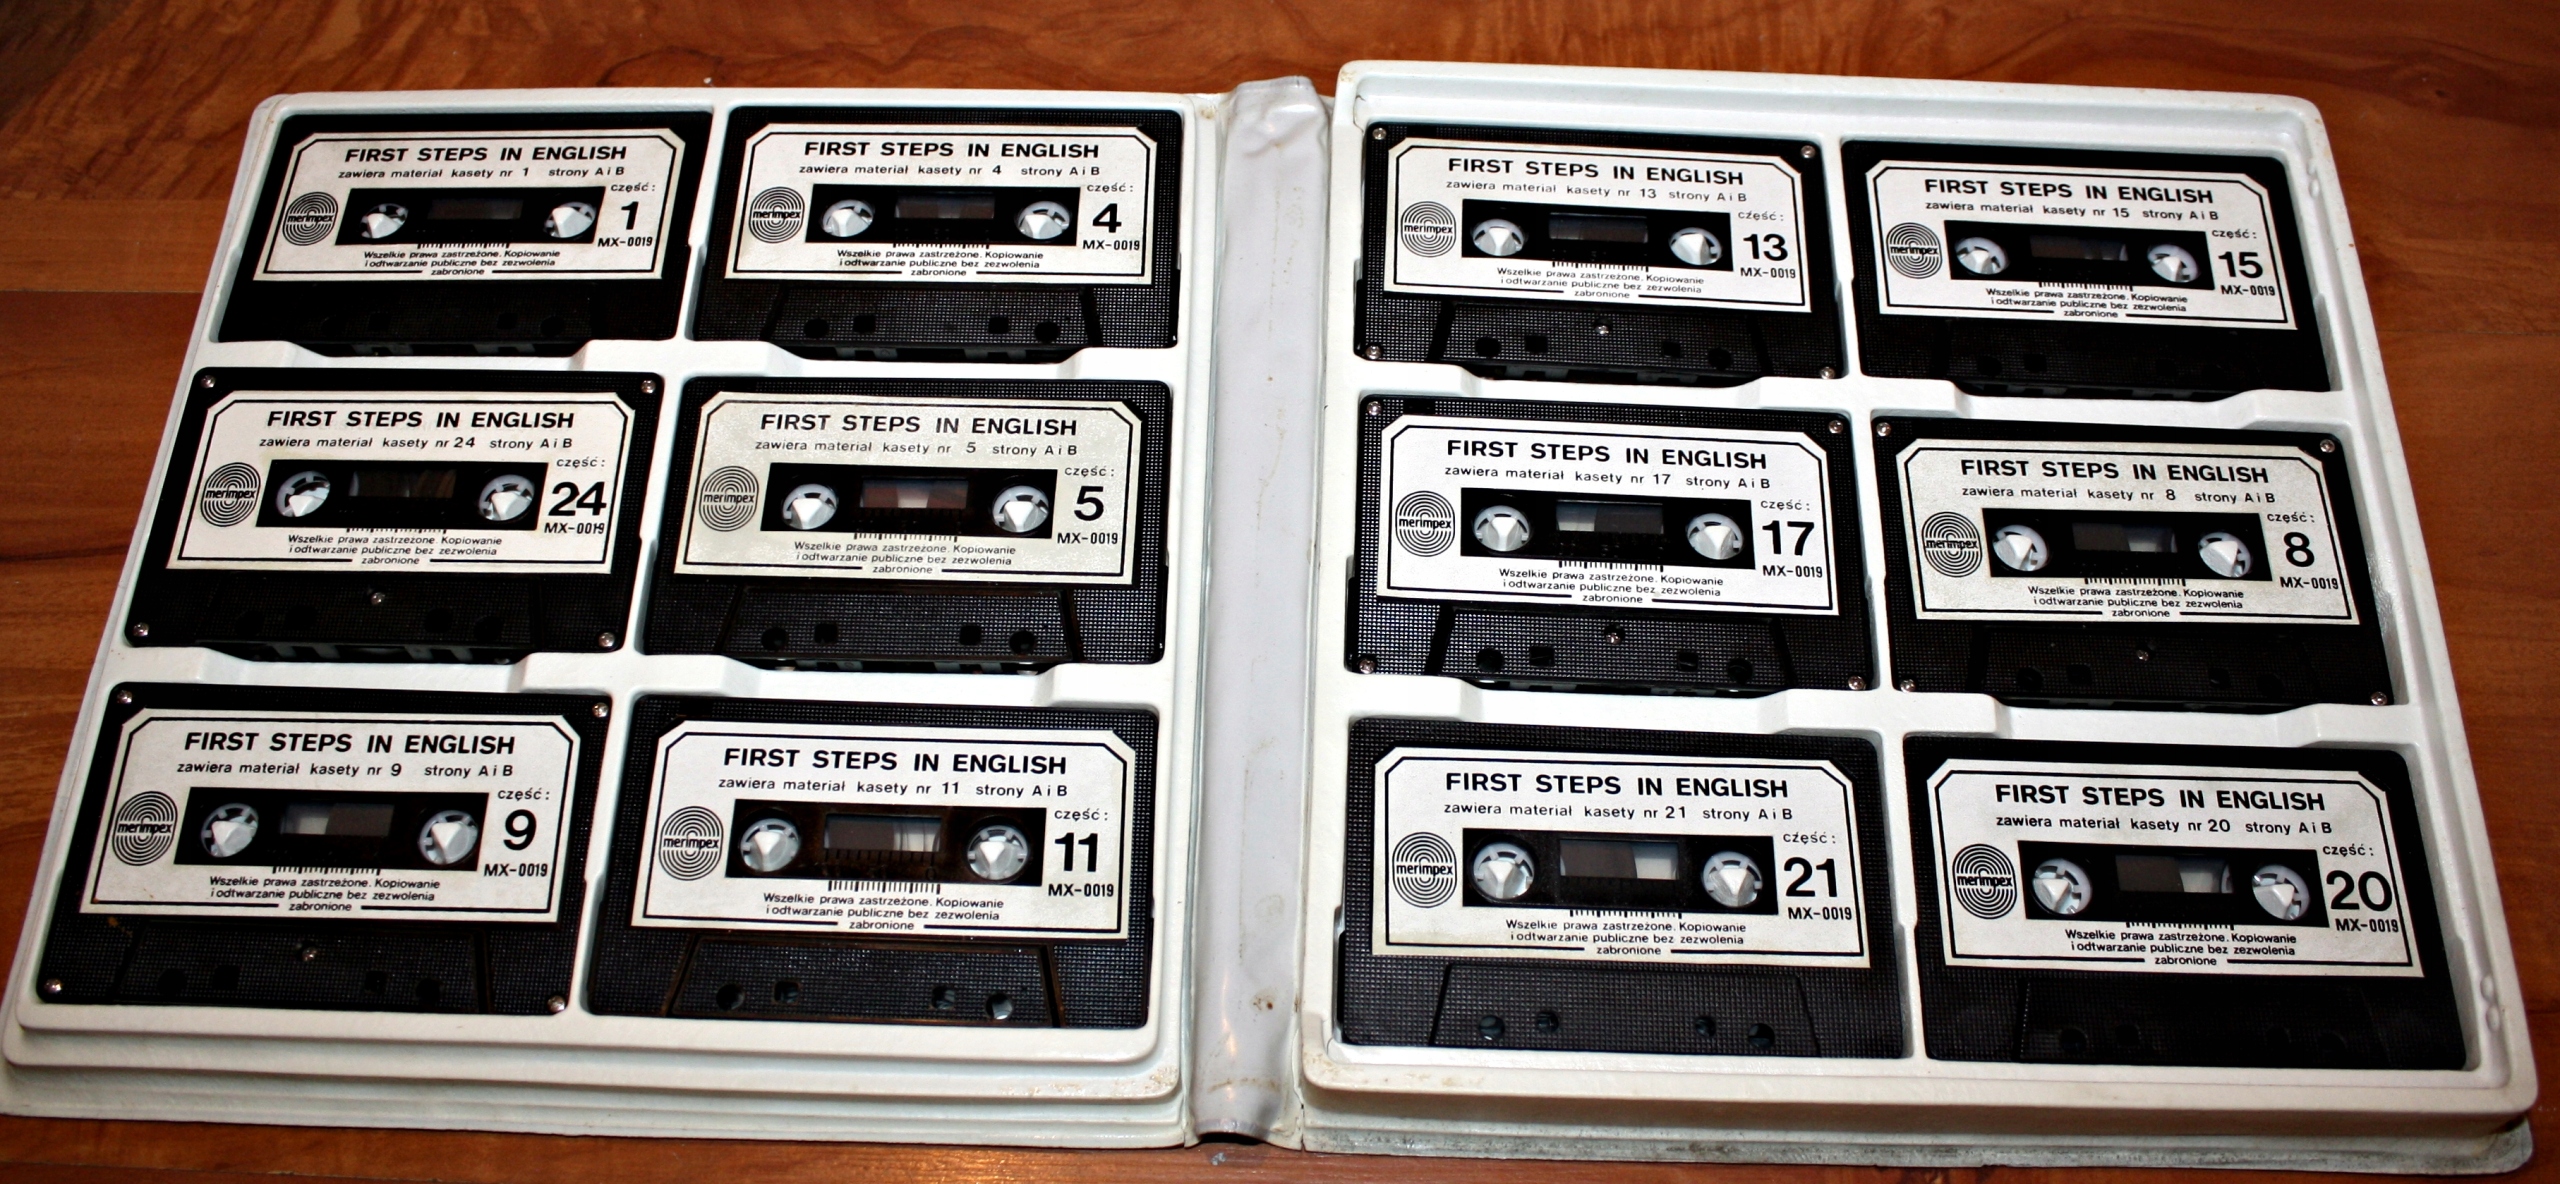 FIRST STEPS IN ENGLISH
zawiera materiał kasety nr 1 strony A i B
część:
merimpex
1
MX-0019
Wszelkie prawa zastrzeżone. Kopiowanie
i odtwarzanie publiczne bez zezwolenia
zabronione
FIRST STEPS IN ENGLISH
zawiera materiał kasety nr 4 strony A i B
część:
merimpex
4
MX-0019
Wszelkie prawa zastrzeżone. Kopiowanie
i odtwarzanie publiczne bez zezwolenia
zabronione
FIRST STEPS IN ENGLISH
zawiera materiał kasety nr 24 strony A i B
część:
merimpex
24
MX-0019
Wszelkie prawa zastrzeżone. Kopiowanie
i odtwarzanie publiczne bez zezwolenia
zabronione
FIRST STEPS IN ENGLISH
zawiera materiał kasety nr 5 strony A i B
część:
merimpex
5
MX-0019
Wszelkie prawa zastrzeżone. Kopiowanie
i odtwarzanie publiczne bez zezwolenia
zabronione
FIRST STEPS IN ENGLISH
zawiera materiał kasety nr 9 strony A i B
część:
merimpex
9
MX-0019
Wszelkie prawa zastrzeżone. Kopiowanie
i odtwarzanie publiczne bez zezwolenia
zabronione
FIRST STEPS IN ENGLISH
zawiera materiał kasety nr 11 strony A i B
część:
merimpex
11
MX-0019
Wszelkie prawa zastrzeżone. Kopiowanie
i odtwarzanie publiczne bez zezwolenia
zabronione
FIRST STEPS IN ENGLISH
zawiera materiał kasety nr 13 strony A i B
część:
merimpex
13
MX-0019
Wszelkie prawa zastrzeżone. Kopiowanie
i odtwarzanie publiczne bez zezwolenia
zabronione
FIRST STEPS IN ENGLISH
zawiera materiał kasety nr 15 strony A i B
część:
merimpex
15
MX-0019
Wszelkie prawa zastrzeżone. Kopiowanie
i odtwarzanie publiczne bez zezwolenia
zabronione
FIRST STEPS IN ENGLISH
zawiera materiał kasety nr 17 strony A i B
część:
merimpex
17
MX-0019
Wszelkie prawa zastrzeżone. Kopiowanie
i odtwarzanie publiczne bez zezwolenia
zabronione
FIRST STEPS IN ENGLISH
zawiera materiał kasety nr 8 strony A i B
część:
merimpex
8
MX-0019
Wszelkie prawa zastrzeżone. Kopiowanie
i odtwarzanie publiczne bez zezwolenia
zabronione
FIRST STEPS IN ENGLISH
zawiera materiał kasety nr 21 strony A i B
część:
merimpex
21
MX-0019
Wszelkie prawa zastrzeżone. Kopiowanie
i odtwarzanie publiczne bez zezwolenia
zabronione
FIRST STEPS IN ENGLISH
zawiera materiał kasety nr 20 strony A i B
część:
merimpex
20
MX-0019
Wszelkie prawa zastrzeżone. Kopiowanie
i odtwarzanie publiczne bez zezwolenia
zabronione